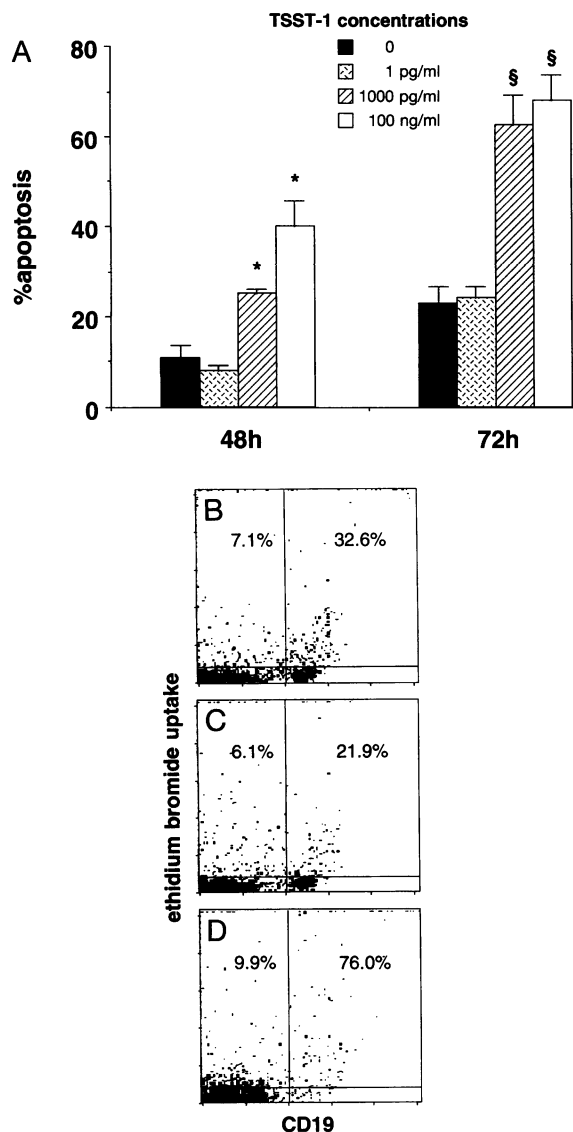 TSST-1 concentrations
A
0
1 pg/ml
1000 pg/ml
100 ng/ml
80
60
40
20
0
%apoptosis
*
*
§
§
48h
72h
B
7.1%
32.6%
C
6.1%
21.9%
D
9.9%
76.0%
ethidium bromide uptake
CD19